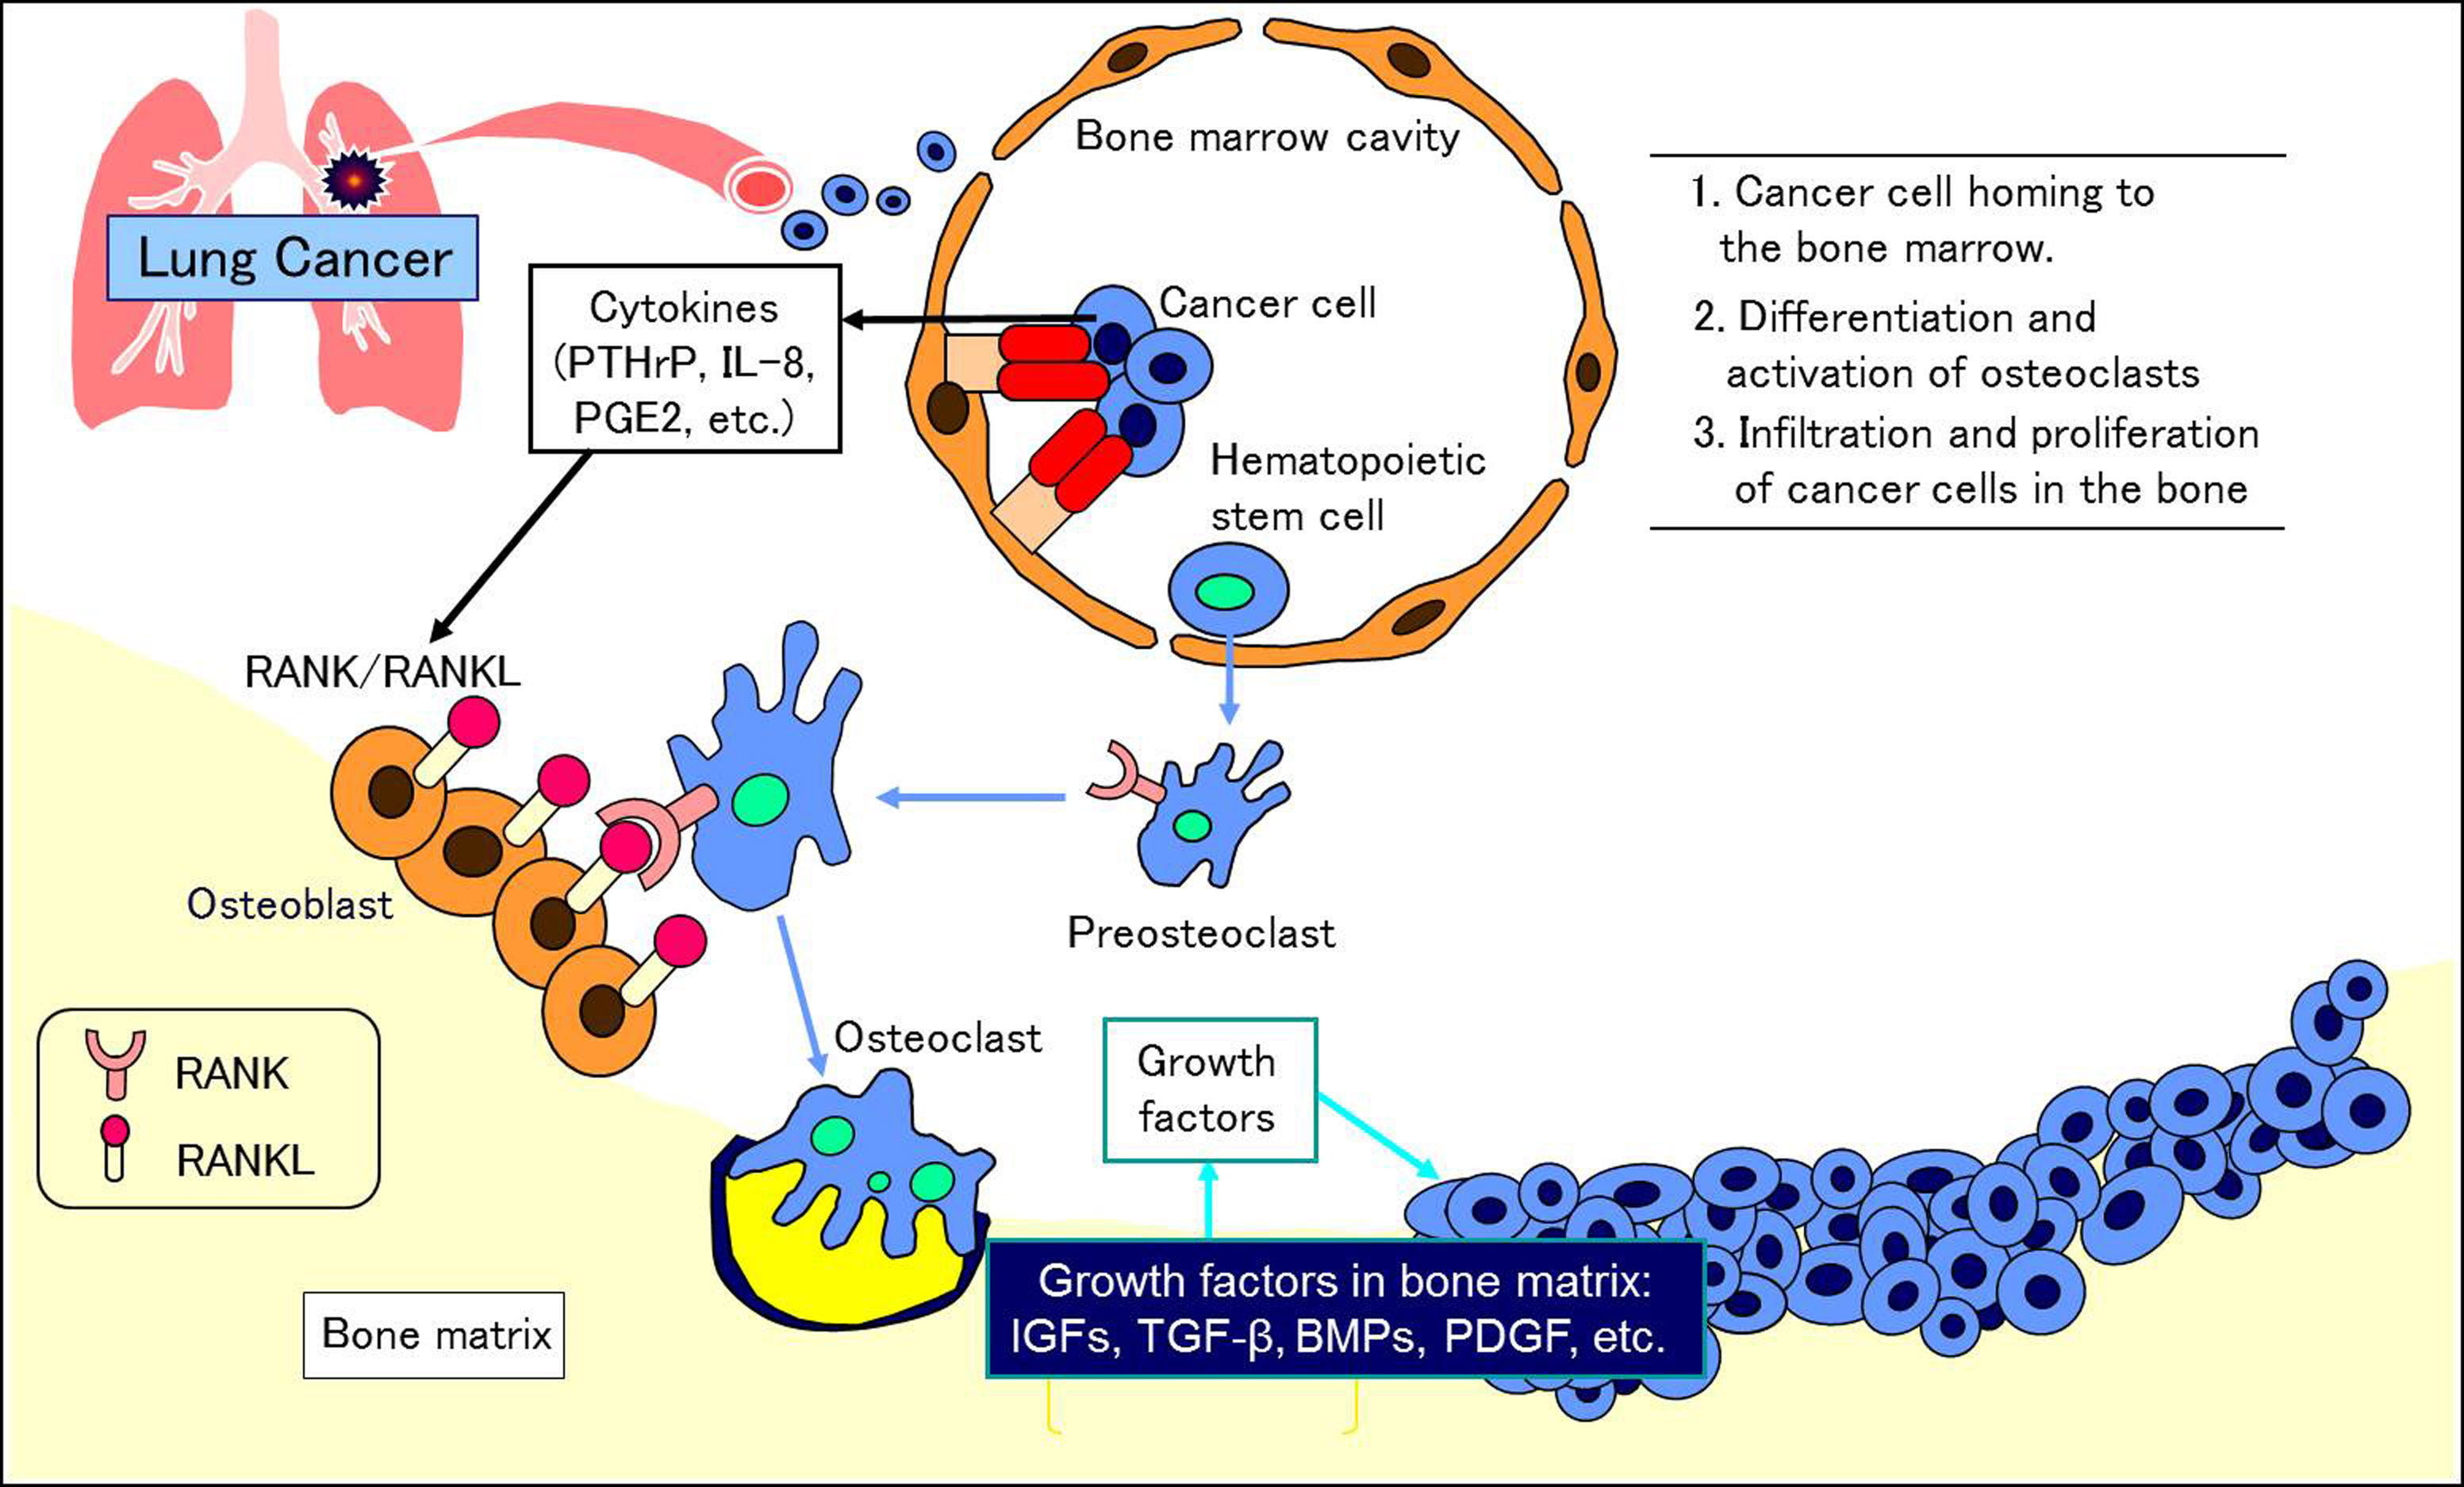 Lung Cancer
Bone marrow cavity
1. Cancer cell homing to
the bone marrow.
2. Differentiation and
activation of osteoclasts
3. Infiltration and proliferation
of cancer cells in the bone
Cytokines
(PTHrP, IL-8,
PGE2, etc.)
Cancer cell
Hematopoietic
stem cell
RANK/RANKL
Osteoblast
Preosteoclast
RANK
RANKL
Osteoclast
Growth
factors
Growth factors in bone matrix:
IGFs, TGF-β, BMPs, PDGF, etc.
Bone matrix